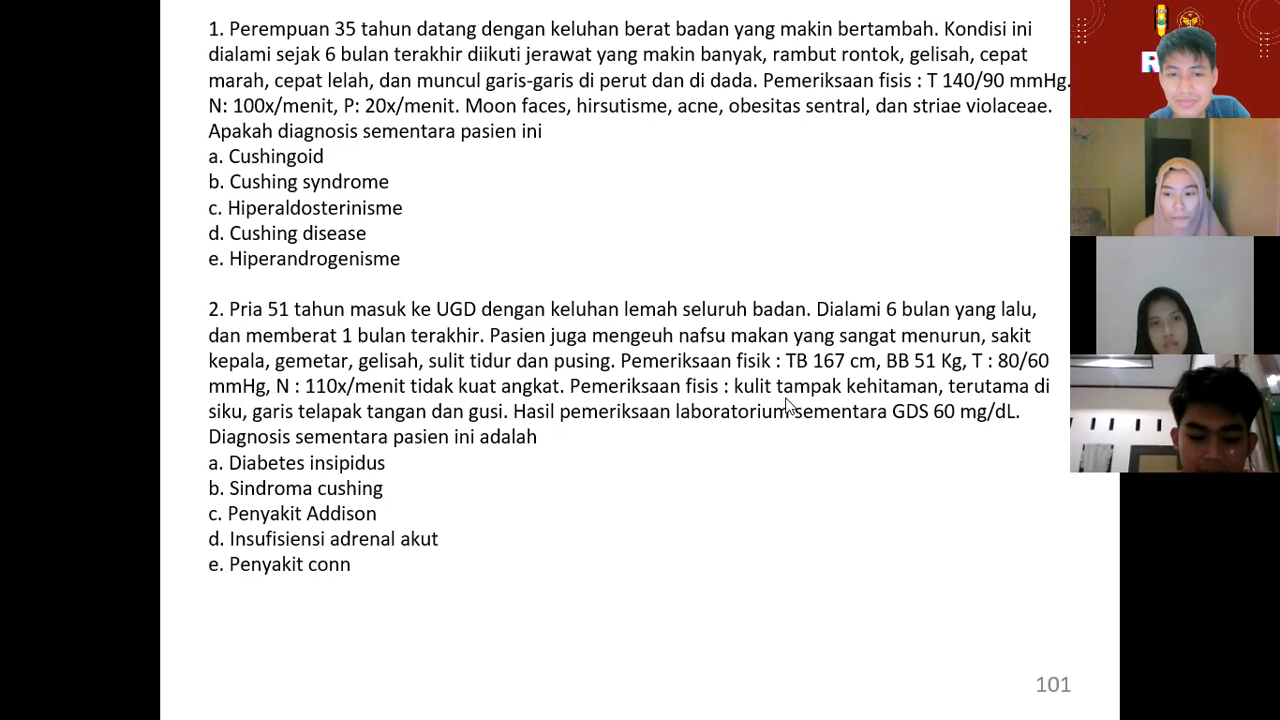 1. Perempuan 35 tahun datang dengan keluhan berat badan yang makin bertambah. Kondisi ini
dialami sejak 6 bulan terakhir diikuti jerawat yang makin banyak, rambut rontok, gelisah, cepat
marah, cepat lelah, dan muncul garis-garis di perut dan di dada. Pemeriksaan fisis : T 140/90 mmHg.
N: 100x/menit, P: 20x/menit. Moon faces, hirsutisme, acne, obesitas sentral, dan striae violaceae.
Apakah diagnosis sementara pasien ini
a. Cushingoid
b. Cushing syndrome
c. Hiperaldosterinisme
d. Cushing disease
e. Hiperandrogenisme
2. Pria 51 tahun masuk ke UGD dengan keluhan lemah seluruh badan. Dialami 6 bulan yang lalu,
dan memberat 1 bulan terakhir. Pasien juga mengeuh nafsu makan yang sangat menurun, sakit
kepala, gemetar, gelisah, sulit tidur dan pusing. Pemeriksaan fisik : TB 167 cm, BB 51 Kg, T : 80/60
mmHg, N : 110x/menit tidak kuat angkat. Pemeriksaan fisis : kulit tampak kehitaman, terutama di
siku, garis telapak tangan dan gusi. Hasil pemeriksaan laboratorium sementara GDS 60 mg/dL.
Diagnosis sementara pasien ini adalah
a. Diabetes insipidus
b. Sindroma cushing
c. Penyakit Addison
d. Insufisiensi adrenal akut
e. Penyakit conn
101